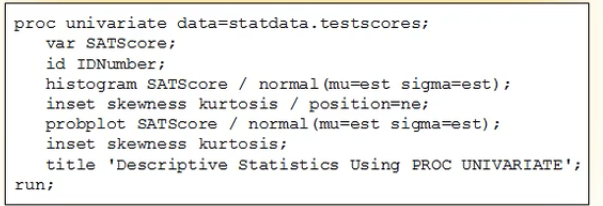 proc univariate data=statdata.testscores;
var SATScore;
id IDNumber;
histogram SATScore / normal(mu=est sigma=est);
inset skewness kurtosis / position=ne;
probplot SATScore / normal(mu=est sigma=est);
inset skewness kurtosis;
title 'Descriptive Statistics Using PROC UNIVARIATE';
run;